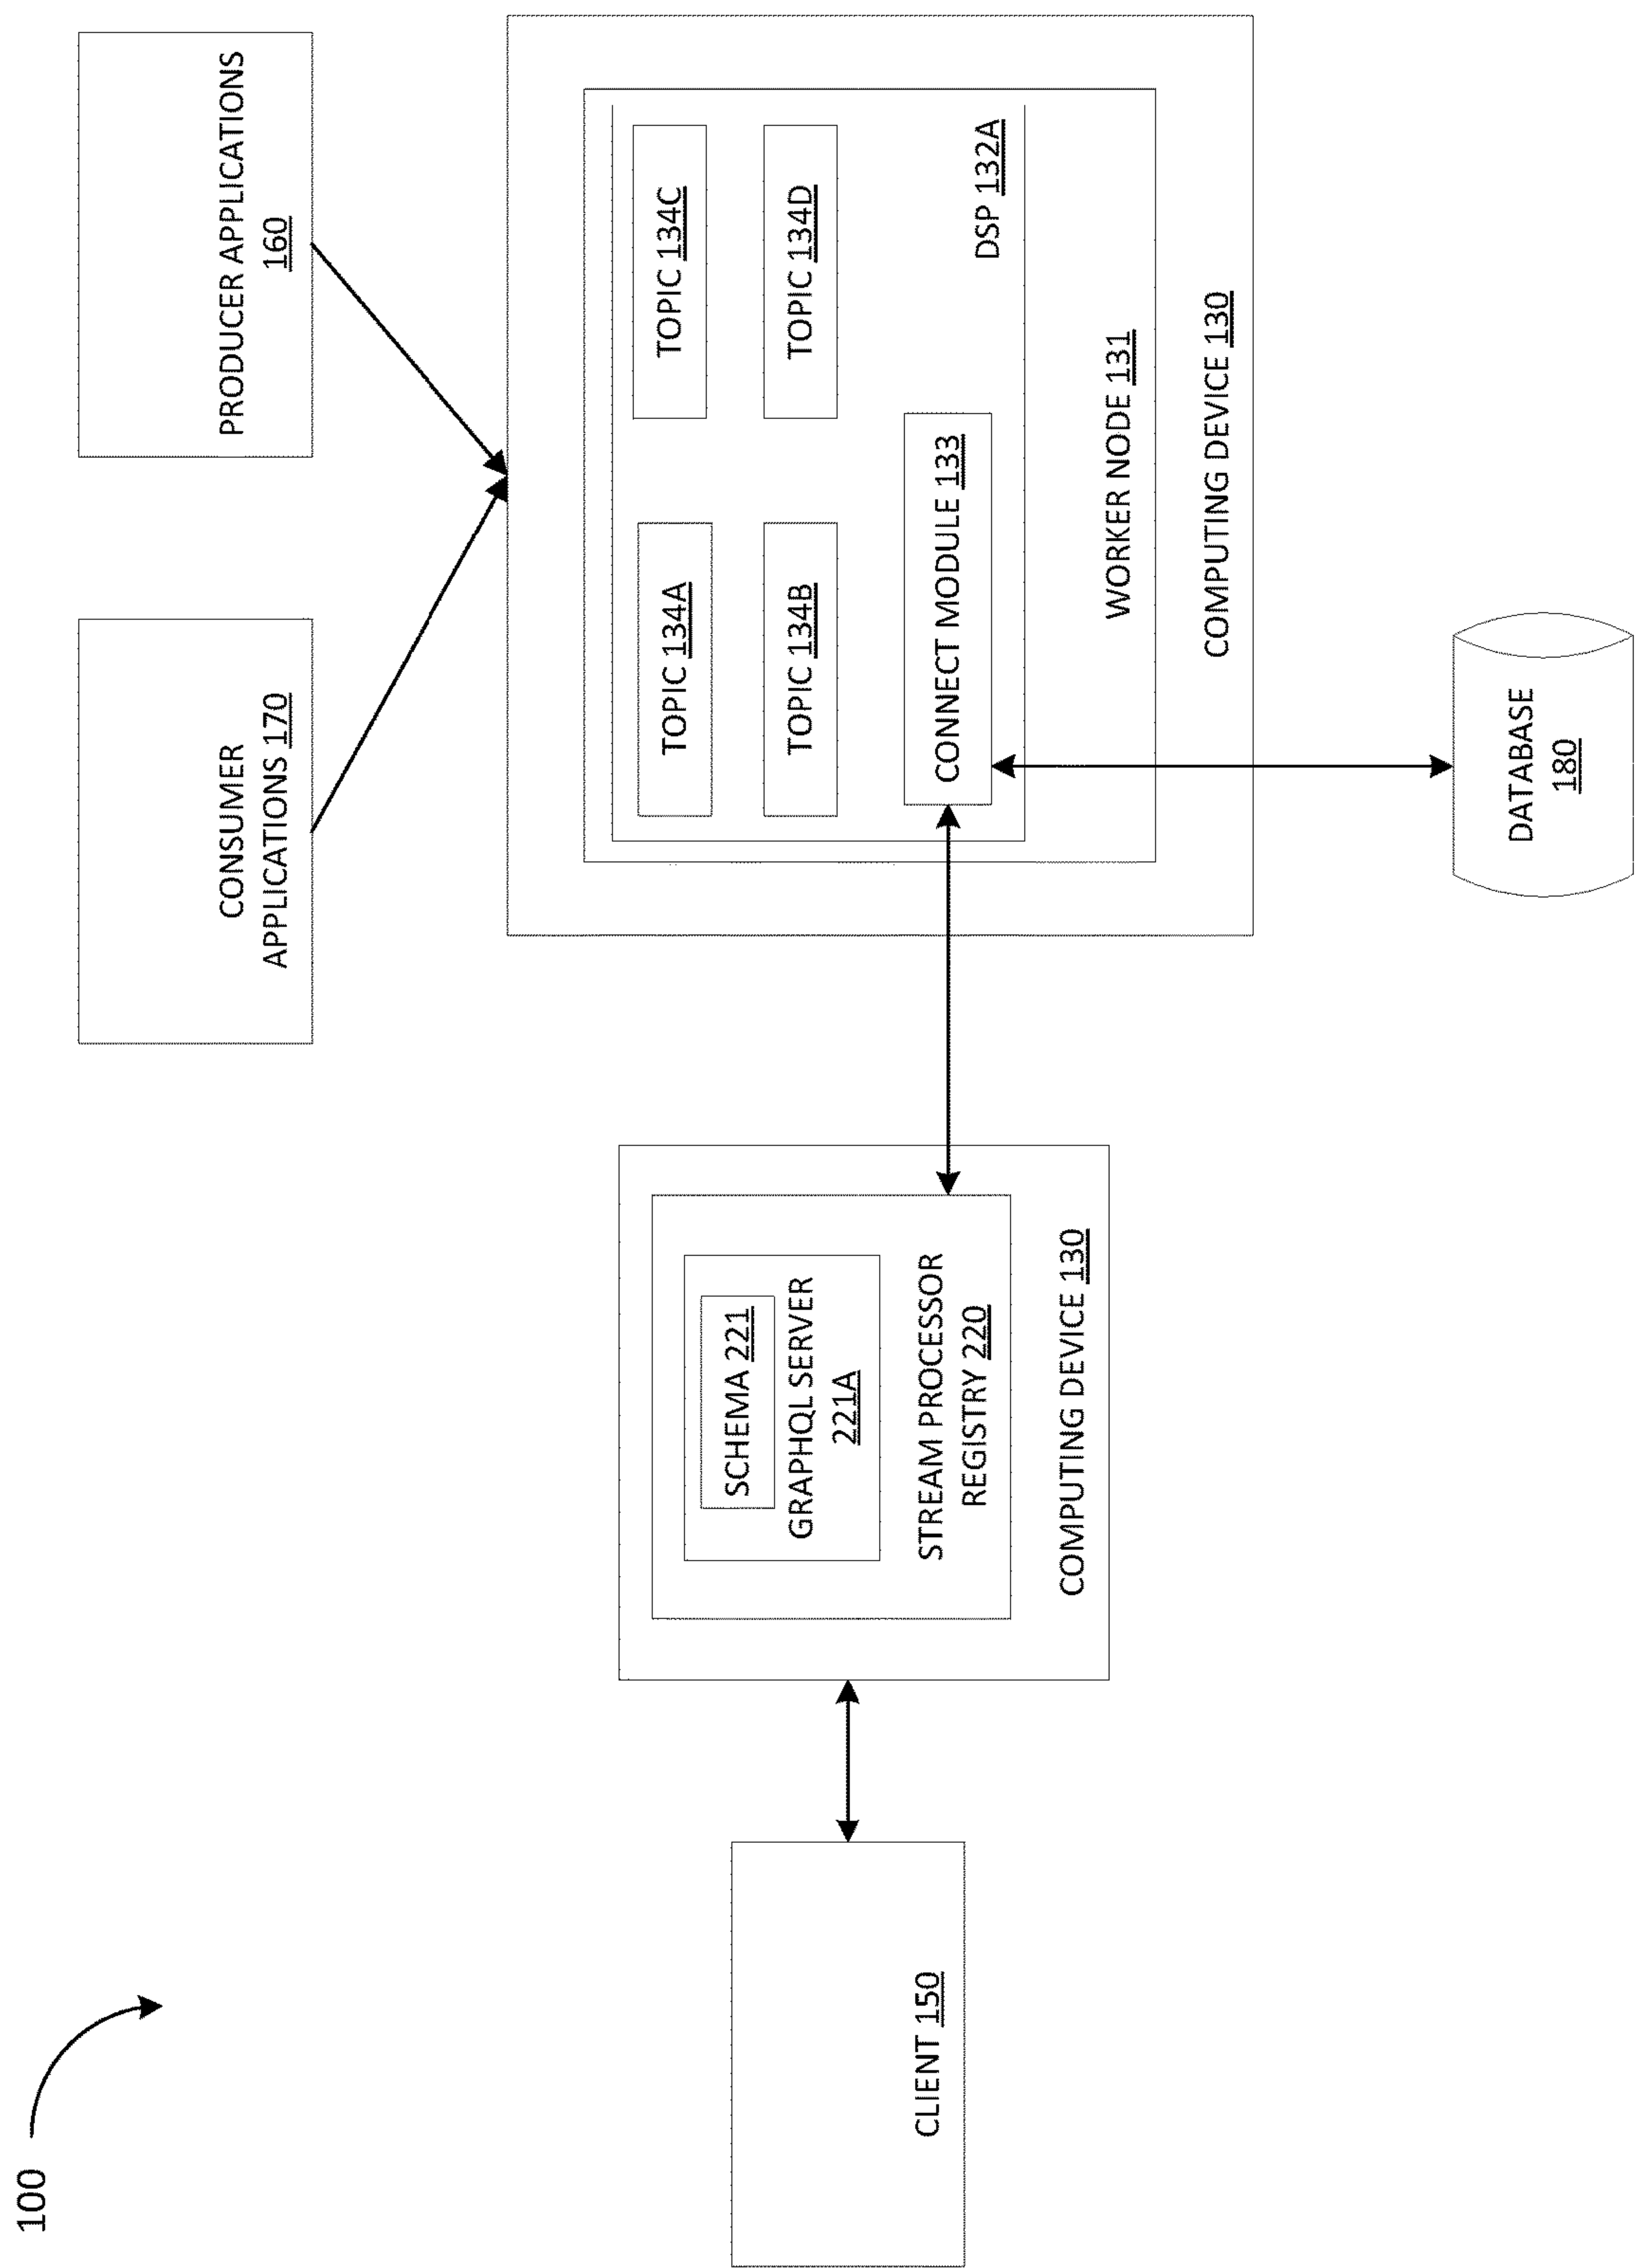 100
CONSUMER
APPLICATIONS 170
PRODUCER APPLICATIONS
160
CLIENT 150
SCHEMA 221
GRAPHQL SERVER
221A
STREAM PROCESSOR
REGISTRY 220
COMPUTING DEVICE 130
TOPIC 134A
TOPIC 134C
TOPIC 134B
TOPIC 134D
CONNECT MODULE 133
DSP 132A
WORKER NODE 131
COMPUTING DEVICE 130
DATABASE
180